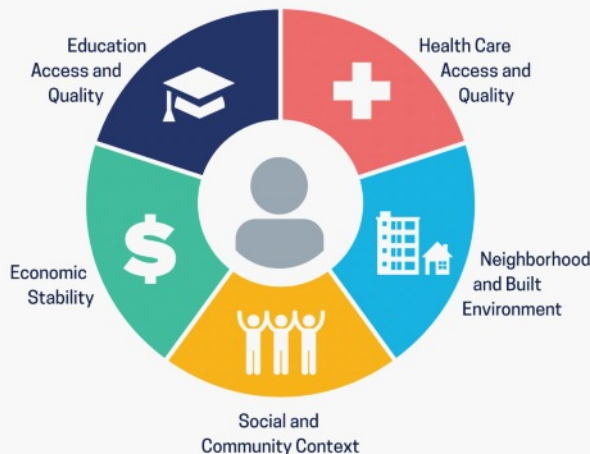 Education
Access and
Quality
Health Care
Access and
Quality
Economic
Stability
Neighborhood
and Built
Environment
Social and
Community Context